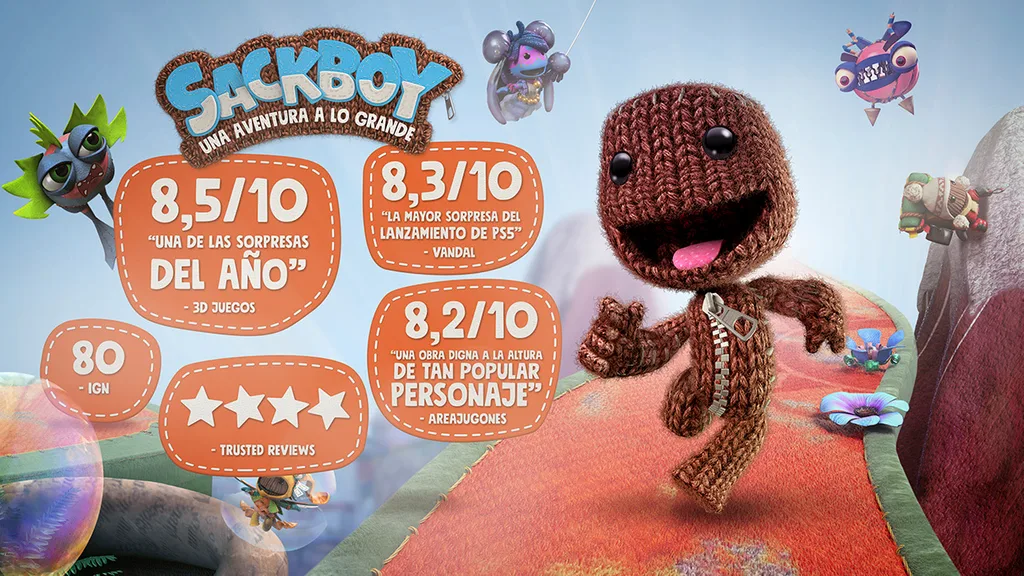 SACKBOY
UNA AVENTURA A LO GRANDE
8,5/10
"UNA DE LAS SORPRESAS
DEL AÑO"
- 3D JUEGOS
8,3/10
"LA MAYOR SORPRESA DEL
LANZAMIENTO DE PS5"
- VANDAL
80
- IGN
- TRUSTED REVIEWS
8,2/10
"UNA OBRA DIGNA A LA ALTURA
DE TAN POPULAR
PERSONAJE"
- AREAJUGONES